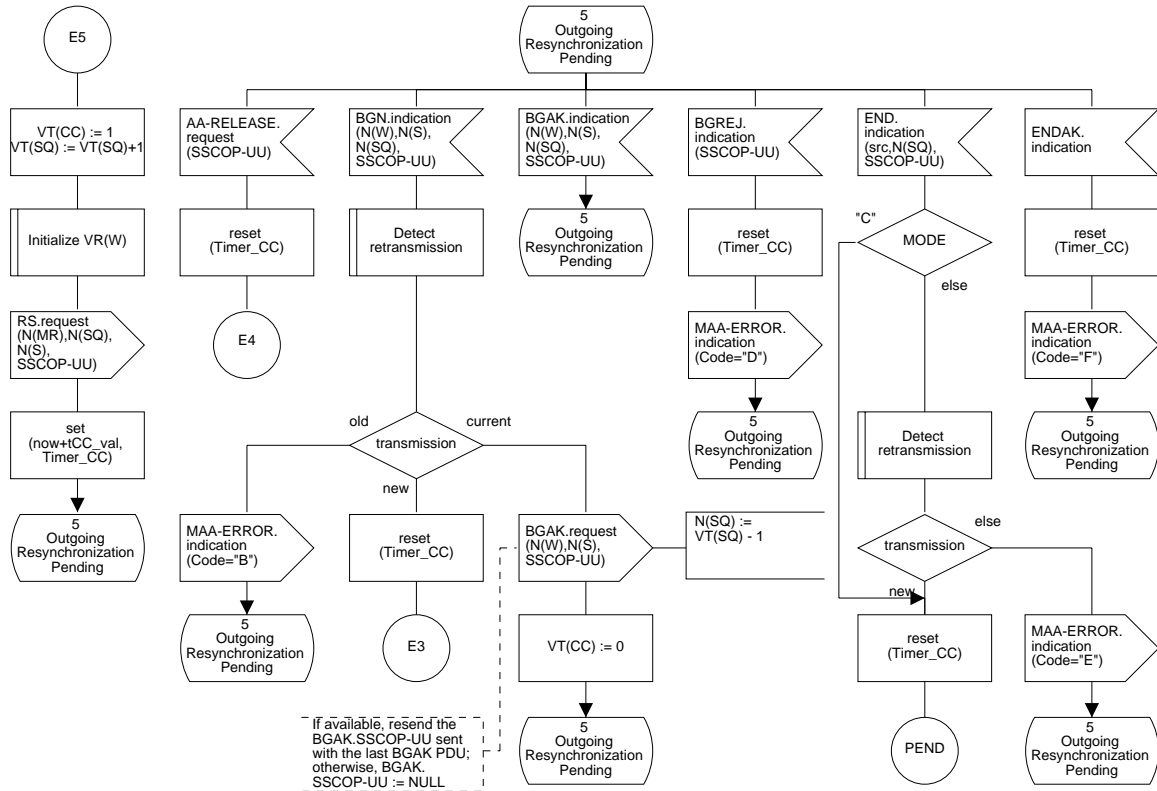 E5
VT(CC) := 1
VT(SQ) := VT(SQ)+1
Initialize VR(W)
RS.request
(N(MR),N(SQ),
N(S),
SSCOP-UU)
set
(now+tCC_val,
Timer_CC)
5
Outgoing
Resynchronization
Pending
5
Outgoing
Resynchronization
Pending
AA-RELEASE.
request
(SSCOP-UU)
reset
(Timer_CC)
E4
BGN.indication
(N(W),N(S),
N(SQ),
SSCOP-UU)
Detect
retransmission
transmission
old
current
new
MAA-ERROR.
indication
(Code="B")
5
Outgoing
Resynchronization
Pending
reset
(Timer_CC)
E3
BGAK.request
(N(W),N(S),
SSCOP-UU)
N(SQ) :=
VT(SQ) - 1
VT(CC) := 0
5
Outgoing
Resynchronization
Pending
If available, resend the
BGAK.SSCOP-UU sent
with the last BGAK PDU;
otherwise, BGAK.
SSCOP-UU := NULL
BGAK.indication
(N(W),N(S),
N(SQ),
SSCOP-UU)
5
Outgoing
Resynchronization
Pending
BGREJ.
indication
(SSCOP-UU)
reset
(Timer_CC)
MAA-ERROR.
indication
(Code="D")
5
Outgoing
Resynchronization
Pending
END.
indication
(src,N(SQ),
SSCOP-UU)
"C"
MODE
else
Detect
retransmission
transmission
else
new
reset
(Timer_CC)
PEND
MAA-ERROR.
indication
(Code="E")
5
Outgoing
Resynchronization
Pending
ENDAK.
indication
reset
(Timer_CC)
MAA-ERROR.
indication
(Code="F")
5
Outgoing
Resynchronization
Pending